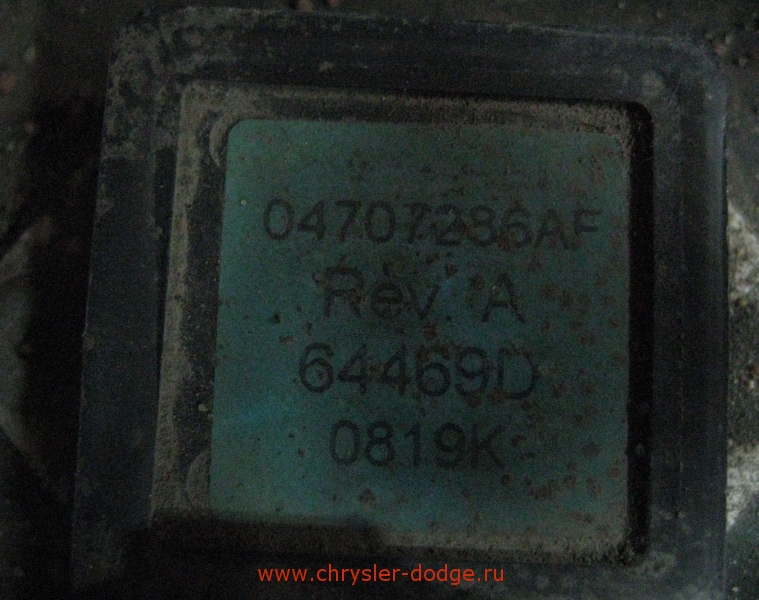 04707286AF
Rev. A
64469D
0819K
www.chrysler-dodge.ru